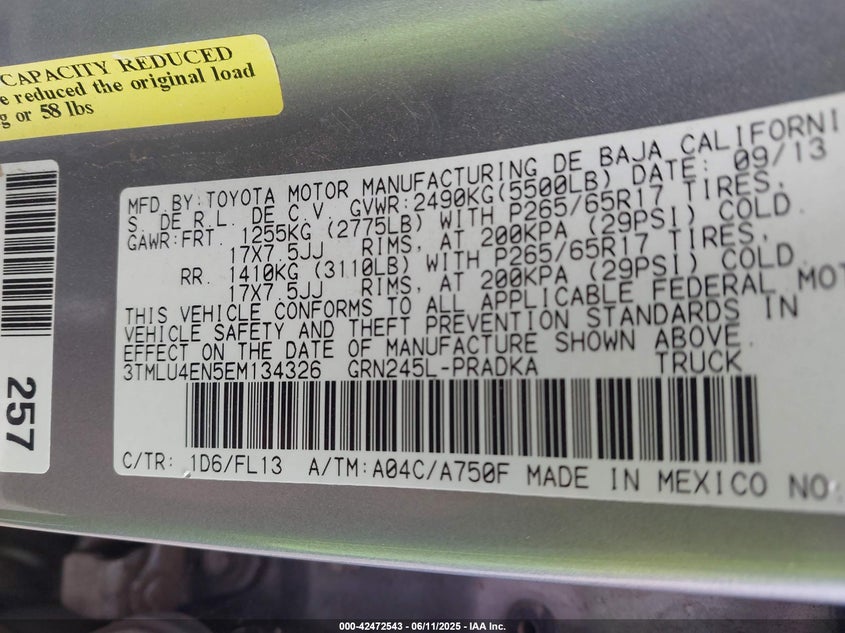 CAPACITY REDUCED
e reduced the original load
g or 58 lbs
257
MFD. BY: TOYOTA MOTOR MANUFACTURING DE BAJA CALIFORNI
S. DE R.L. DE C.V. GVWR: 2490KG(5500LB) DATE: 09/13
GAWR: FRT. 1255KG (2775LB) WITH P265/65R17 TIRES,
17X7.5JJ RIMS, AT 200KPA (29PSI) COLD.
RR. 1410KG (3110LB) WITH P265/65R17 TIRES,
17X7.5JJ RIMS, AT 200KPA (29PSI) COLD.
THIS VEHICLE CONFORMS TO ALL APPLICABLE FEDERAL MOT
VEHICLE SAFETY AND THEFT PREVENTION STANDARDS IN
EFFECT ON THE DATE OF MANUFACTURE SHOWN ABOVE.
3TMLU4EN5EM134326 GRN245L-PRADKA TRUCK
C/TR: 1D6/FL13 A/TM: A04C/A750F MADE IN MEXICO NO:
000-42472543 - 06/11/2025 - IAA Inc.